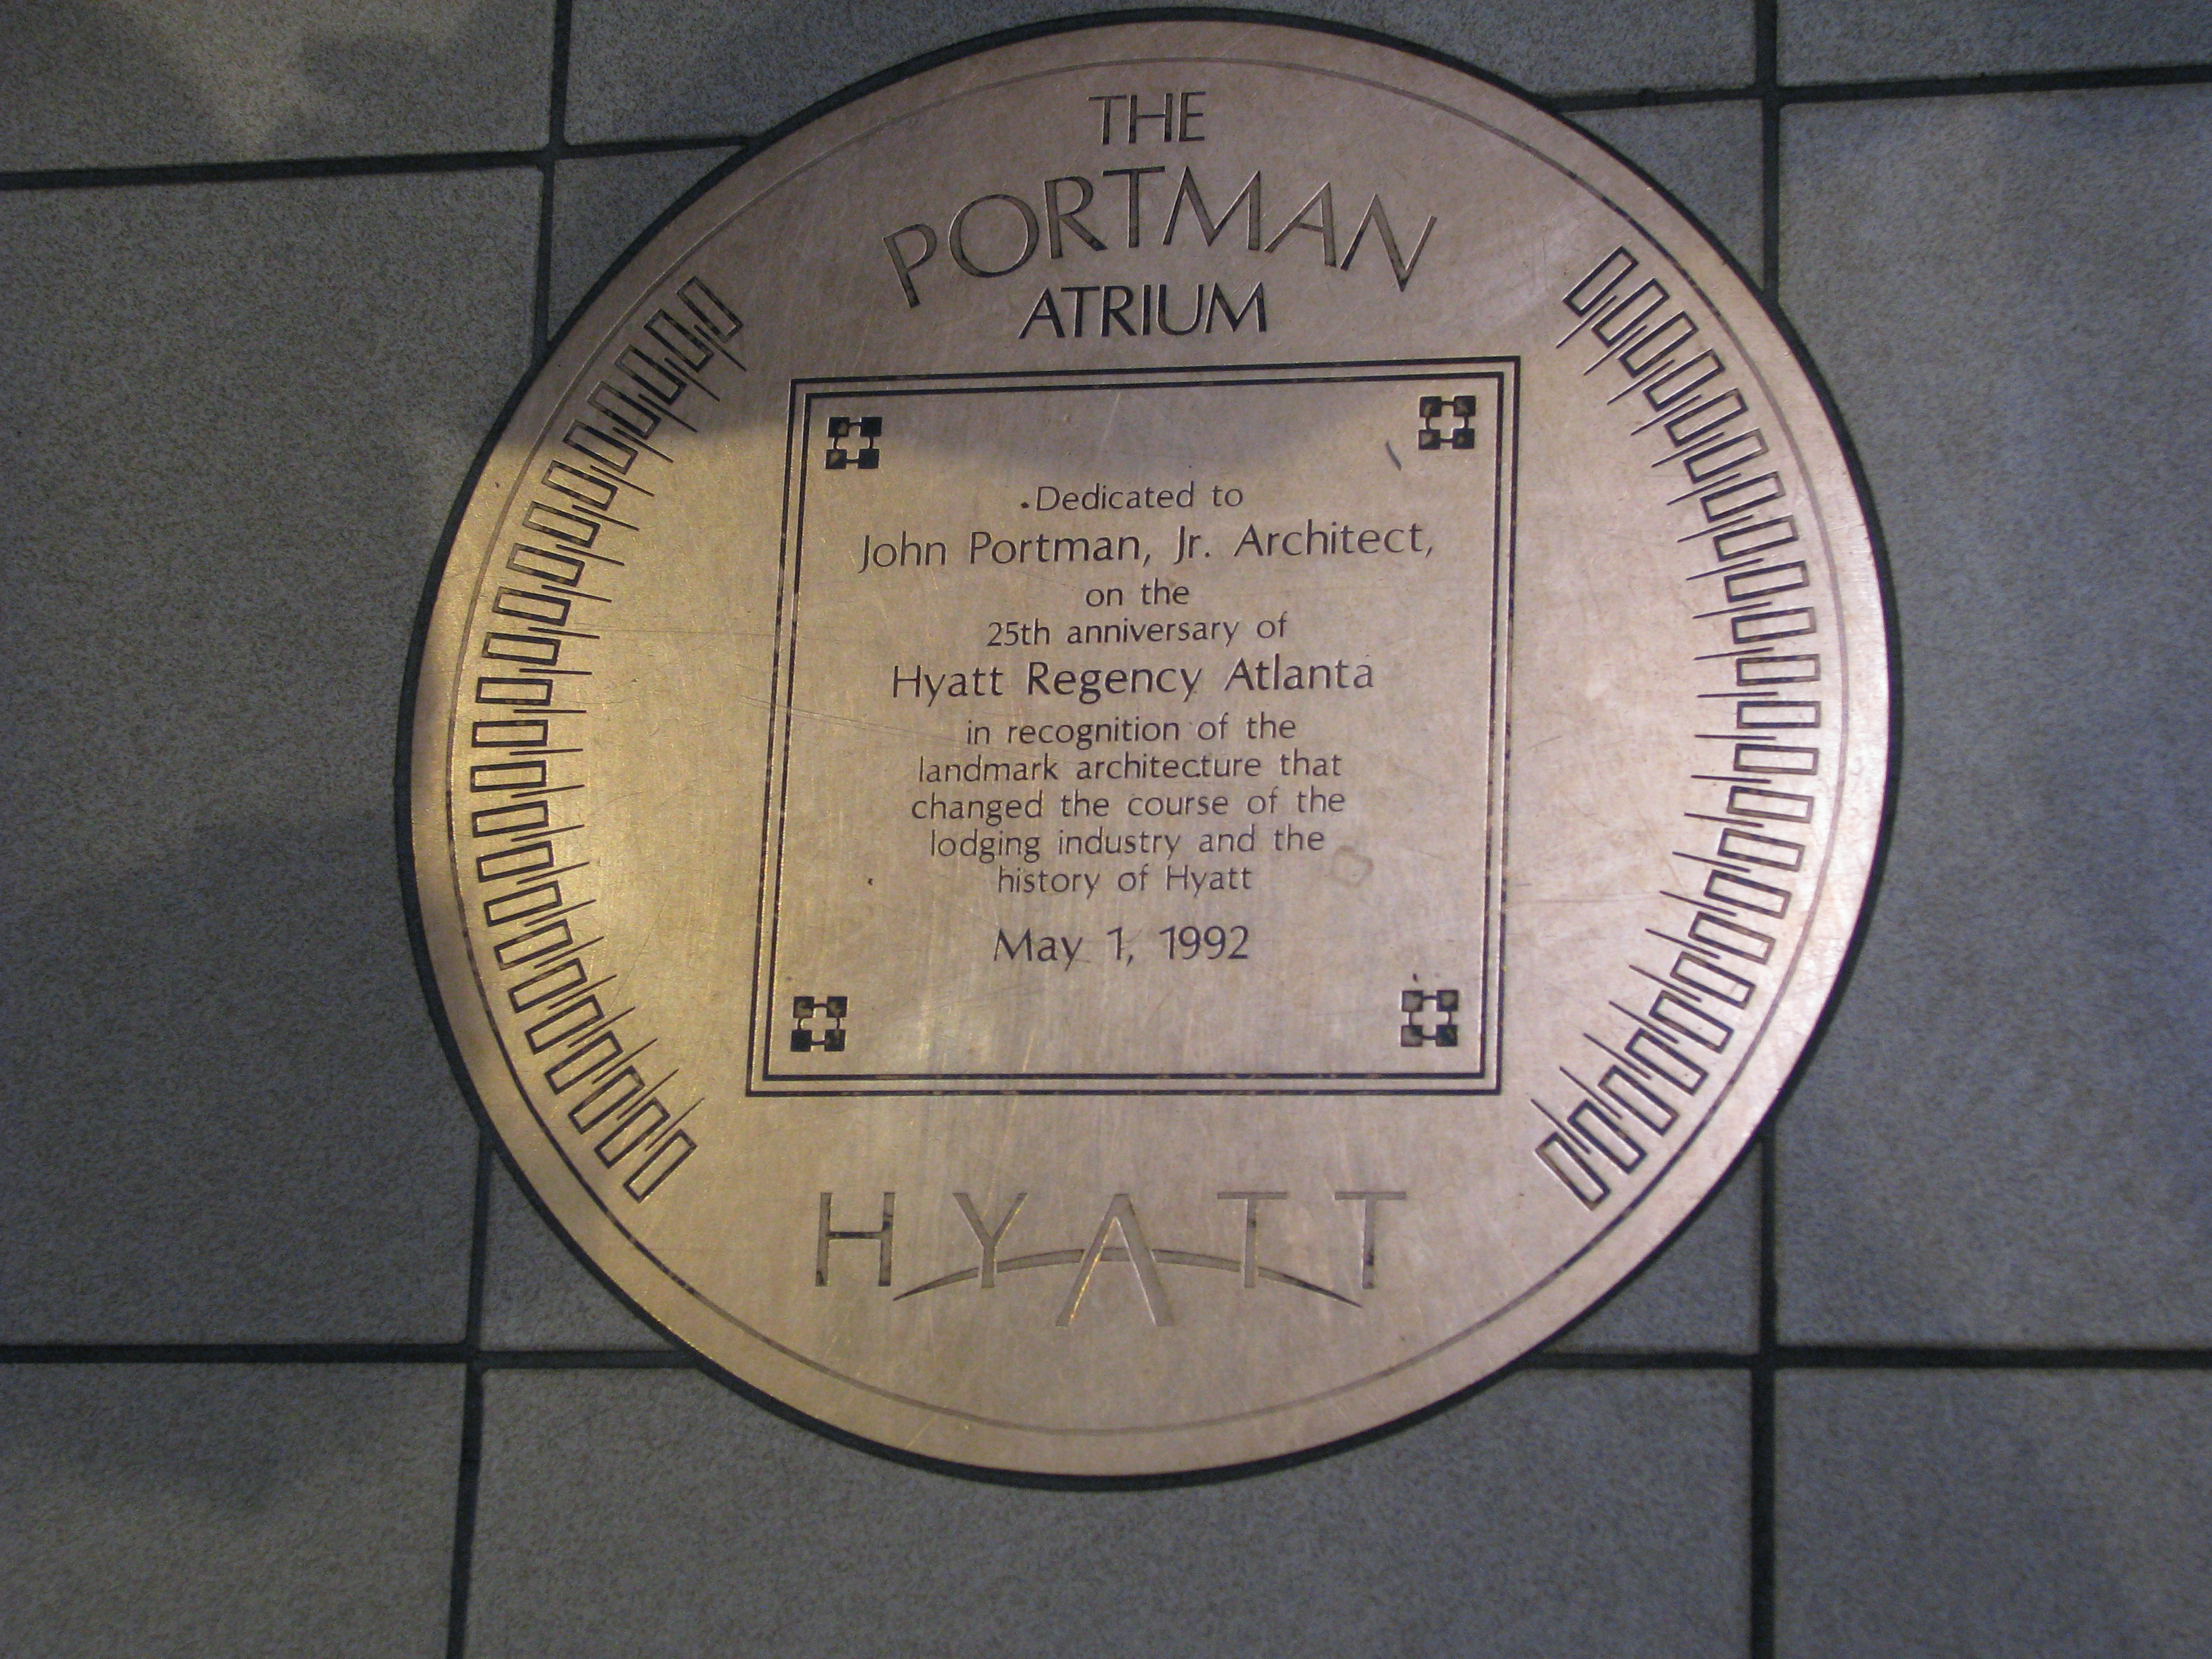 THE
PORTMAN
ATRIUM
Dedicated to
John Portman, Jr. Architect,
on the
25th anniversary of
Hyatt Regency Atlanta
in recognition of the
landmark architecture that
changed the course of the
lodging industry and the
history of Hyatt
May 1, 1992
HYATT